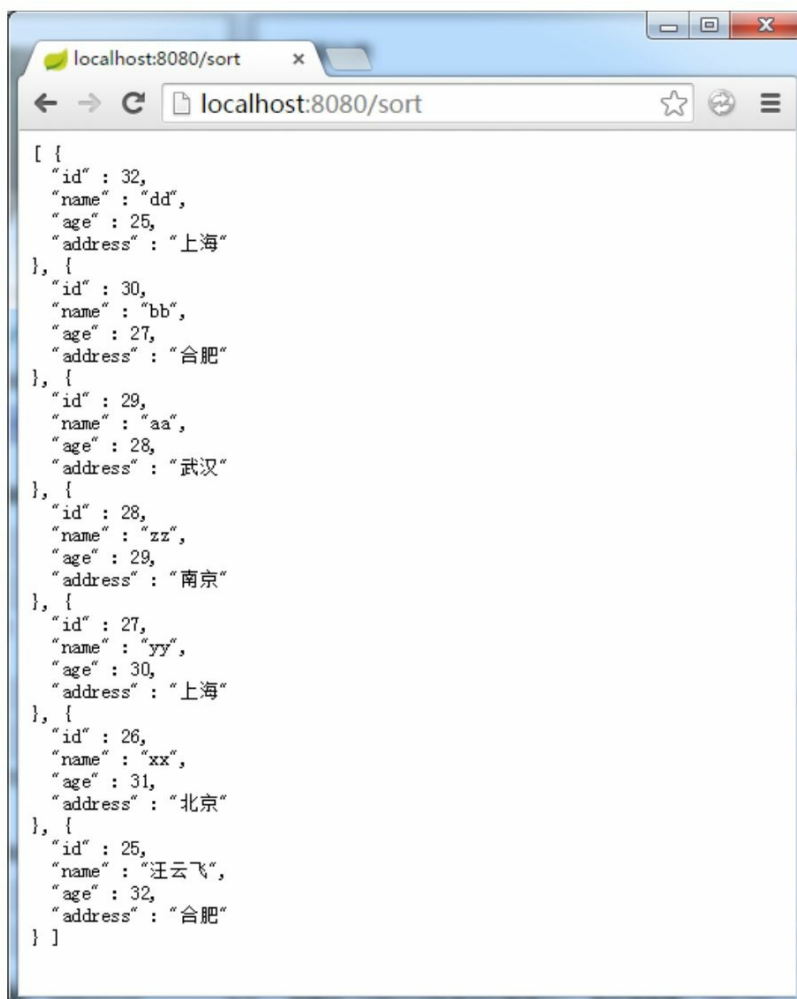 localhost:8080/sort
localhost:8080/sort
[ {
  "id" : 32,
  "name" : "dd",
  "age" : 25,
  "address" : "上海"
}, {
  "id" : 30,
  "name" : "bb",
  "age" : 27,
  "address" : "合肥"
}, {
  "id" : 29,
  "name" : "aa",
  "age" : 28,
  "address" : "武汉"
}, {
  "id" : 28,
  "name" : "zz",
  "age" : 29,
  "address" : "南京"
}, {
  "id" : 27,
  "name" : "yy",
  "age" : 30,
  "address" : "上海"
}, {
  "id" : 26,
  "name" : "xx",
  "age" : 31,
  "address" : "北京"
}, {
  "id" : 25,
  "name" : "汪云飞",
  "age" : 32,
  "address" : "合肥"
} ]